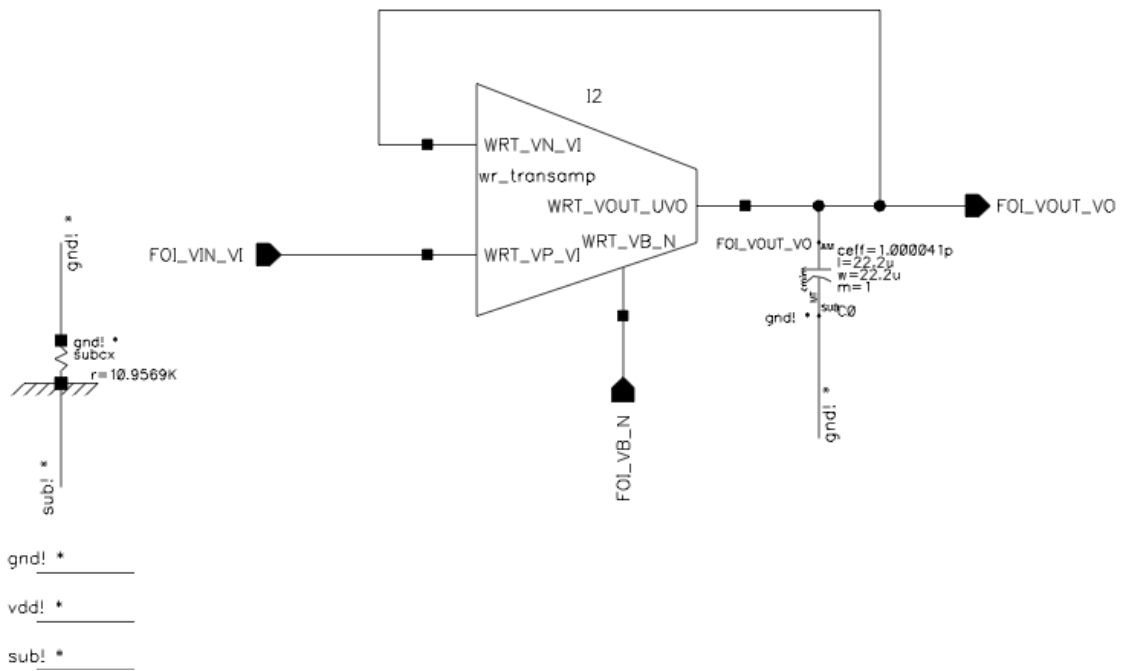 I2
WRT_VN_VI
wr_transamp
WRT_VOUT_UVO
FOI_VOUT_VO
gnd! *
FOI_VIN_VI
WRT_VP_VI
WRT_VB_N
FOI_VOUT_VO
ceff=1.000041p
l=22.2u
w=22.2u
m=1
sub
C0
gnd! *
gnd! *
subcx
r=10.9569K
FOI_VB_N
gnd! *
sub! *
gnd! *
vdd! *
sub! *